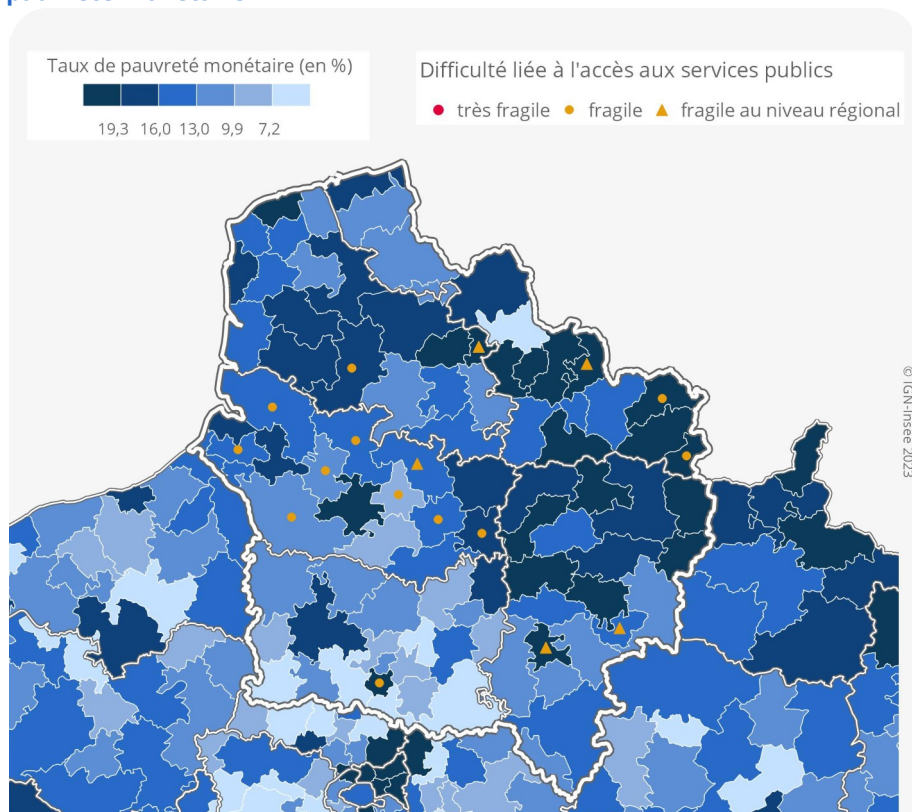 Taux de pauvreté monétaire (en %)
19,3 16,0 13,0 9,9 7,2
Difficulté liée à l'accès aux services publics
très fragile fragile fragile au niveau régional
© IGN-Insee 2023